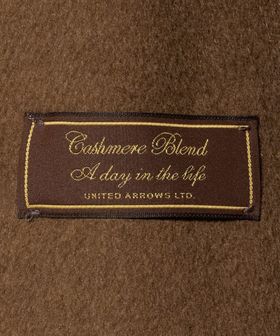 Cashmere Blend
A day in the life
UNITED ARROWS LTD.